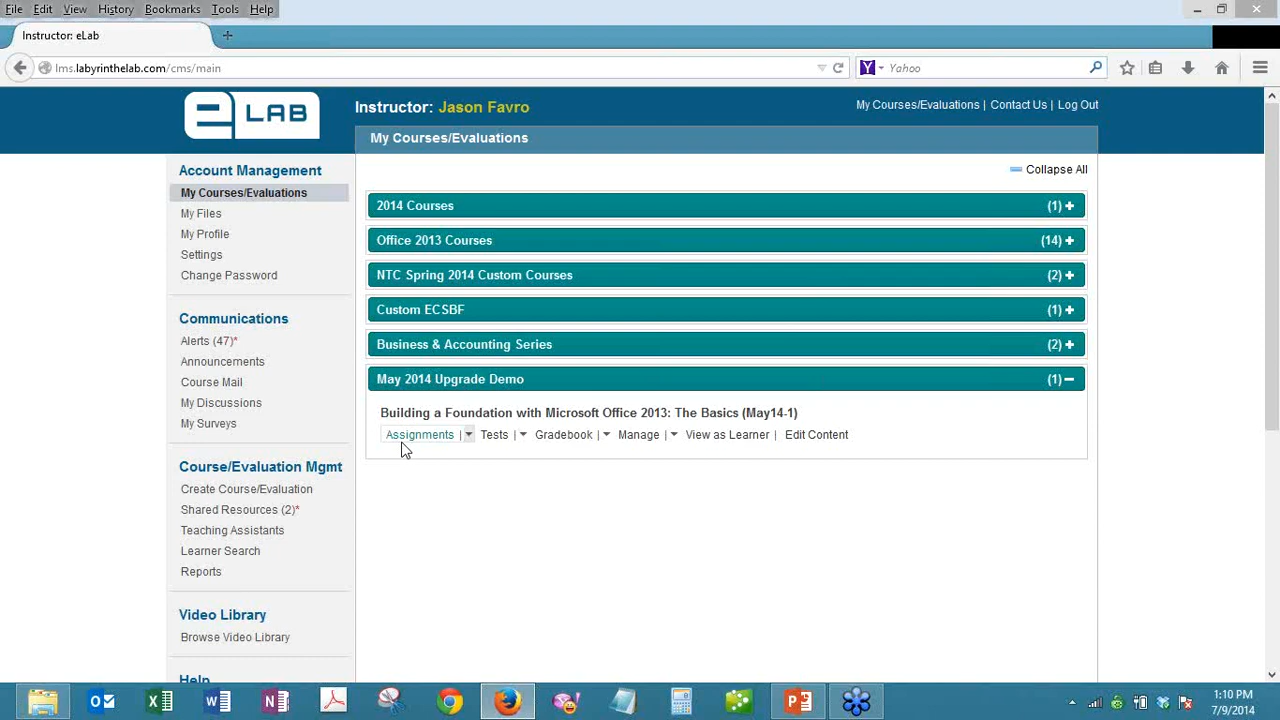 File Edit View History Bookmarks Tools Help
Instructor: eLab
lms.labyrinthelab.com/cms/main
Yahoo
e LAB
Instructor: Jason Favro
My Courses/Evaluations | Contact Us | Log Out
My Courses/Evaluations
Collapse All
Account Management
My Courses/Evaluations
My Files
My Profile
Settings
Change Password
Communications
Alerts (47)*
Announcements
Course Mail
My Discussions
My Surveys
Course/Evaluation Mgmt
Create Course/Evaluation
Shared Resources (2)*
Teaching Assistants
Learner Search
Reports
Video Library
Browse Video Library
Help
2014 Courses (1)
Office 2013 Courses (14)
NTC Spring 2014 Custom Courses (2)
Custom ECSBF (1)
Business & Accounting Series (2)
May 2014 Upgrade Demo (1)
Building a Foundation with Microsoft Office 2013: The Basics (May14-1)
Assignments | Tests | Gradebook | Manage | View as Learner | Edit Content
1:10 PM
7/9/2014